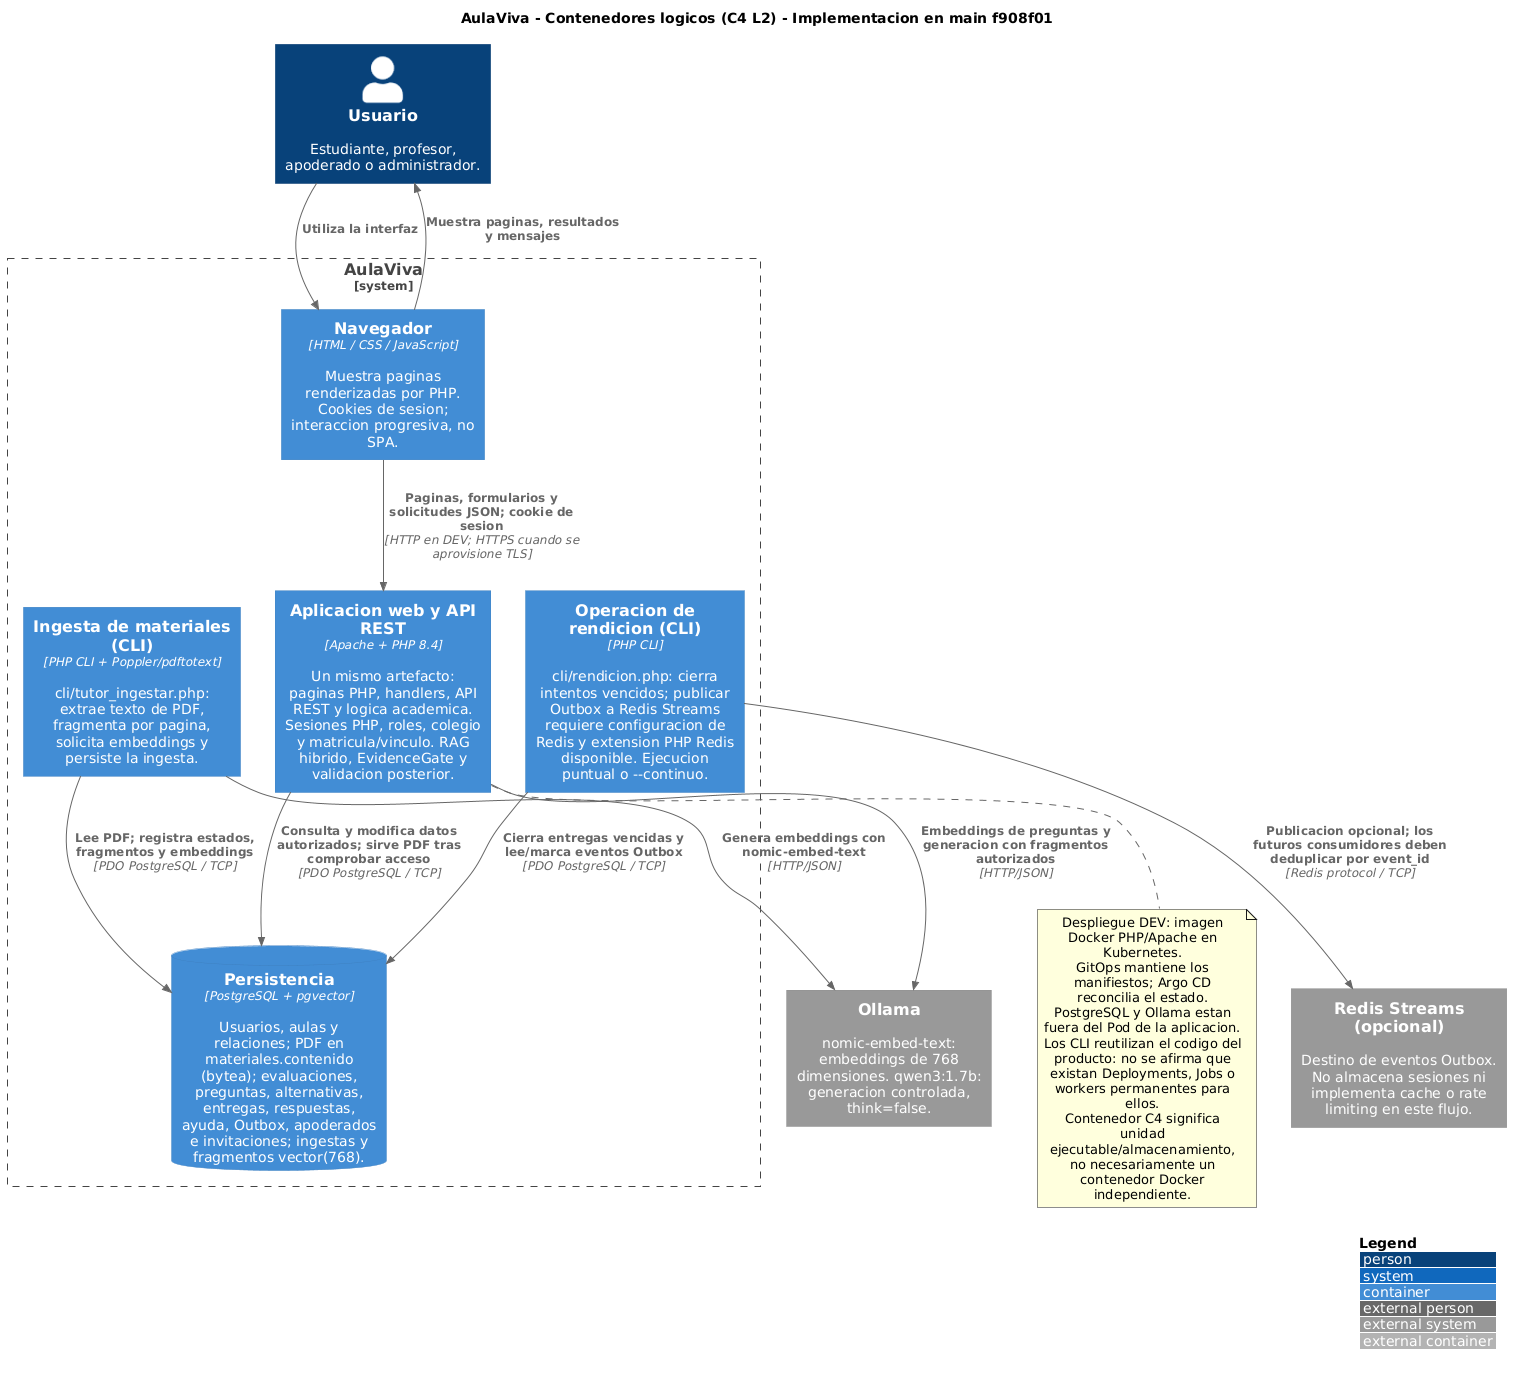 AulaViva - Contenedores logicos (C4 L2) - Implementacion en main f908f01
Usuario
Estudiante, profesor,
apoderado o administrador.
Utiliza la interfaz
Muestra paginas, resultados
y mensajes
AulaViva
[system]
Navegador
[HTML / CSS / JavaScript]
Muestra paginas
renderizadas por PHP.
Cookies de sesion;
interaccion progresiva, no
SPA.
Paginas, formularios y
solicitudes JSON; cookie de
sesion
[HTTP en DEV; HTTPS cuando se
aprovisione TLS]
Ingesta de materiales
(CLI)
[PHP CLI + Poppler/pdftotext]
cli/tutor_ingestar.php:
extrae texto de PDF,
fragmenta por pagina,
solicita embeddings y
persiste la ingesta.
Aplicacion web y API
REST
[Apache + PHP 8.4]
Un mismo artefacto:
paginas PHP, handlers, API
REST y logica academica.
Sesiones PHP, roles, colegio
y matricula/vinculo. RAG
hibrido, EvidenceGate y
validacion posterior.
Operacion de
rendicion (CLI)
[PHP CLI]
cli/rendicion.php: cierra
intentos vencidos; publicar
Outbox a Redis Streams
requiere configuracion de
Redis y extension PHP Redis
disponible. Ejecucion
puntual o --continuo.
Lee PDF; registra estados,
fragmentos y embeddings
[PDO PostgreSQL / TCP]
Consulta y modifica datos
autorizados; sirve PDF tras
comprobar acceso
[PDO PostgreSQL / TCP]
Cierra entregas vencidas y
lee/marca eventos Outbox
[PDO PostgreSQL / TCP]
Genera embeddings con
nomic-embed-text
[HTTP/JSON]
Embeddings de preguntas y
generacion con fragmentos
autorizados
[HTTP/JSON]
Publicacion opcional; los
futuros consumidores deben
deduplicar por event_id
[Redis protocol / TCP]
Persistencia
[PostgreSQL + pgvector]
Usuarios, aulas y
relaciones; PDF en
materiales.contenido
(bytea); evaluaciones,
preguntas, alternativas,
entregas, respuestas,
ayuda, Outbox, apoderados
e invitaciones; ingestas y
fragmentos vector(768).
Ollama
nomic-embed-text:
embeddings de 768
dimensiones. qwen3:1.7b:
generacion controlada,
think=false.
Despliegue DEV: imagen
Docker PHP/Apache en
Kubernetes.
GitOps mantiene los
manifiestos; Argo CD
reconcilia el estado.
PostgreSQL y Ollama estan
fuera del Pod de la aplicacion.
Los CLI reutilizan el codigo del
producto: no se afirma que
existan Deployments, Jobs o
workers permanentes para
ellos.
Contenedor C4 significa
unidad
ejecutable/almacenamiento,
no necesariamente un
contenedor Docker
independiente.
Redis Streams
(opcional)
Destino de eventos Outbox.
No almacena sesiones ni
implementa cache o rate
limiting en este flujo.
Legend
person
system
container
external person
external system
external container